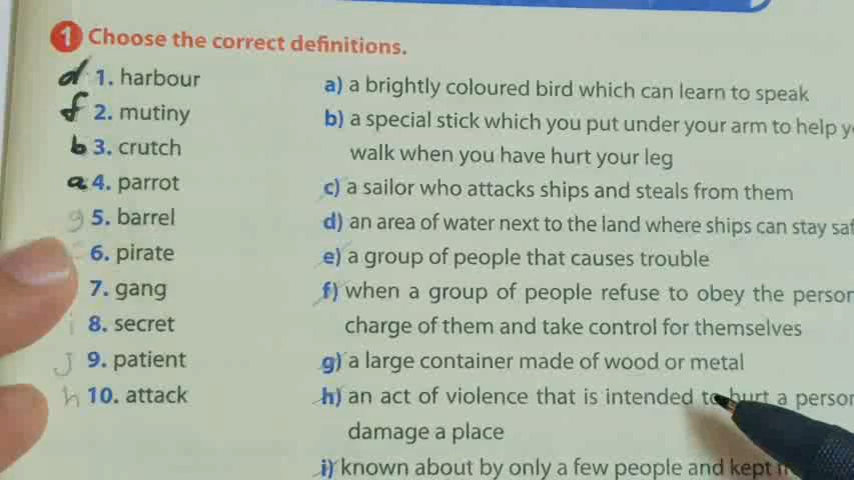 1 Choose the correct definitions.
d 1. harbour
f 2. mutiny
b 3. crutch
a 4. parrot
g 5. barrel
6. pirate
7. gang
i 8. secret
J 9. patient
h 10. attack
a) a brightly coloured bird which can learn to speak
b) a special stick which you put under your arm to help
walk when you have hurt your leg
c) a sailor who attacks ships and steals from them
d) an area of water next to the land where ships can stay
e) a group of people that causes trouble
f) when a group of people refuse to obey the person
charge of them and take control for themselves
g) a large container made of wood or metal
h) an act of violence that is intended to hurt a person
damage a place
i) known about by only a few people and kept